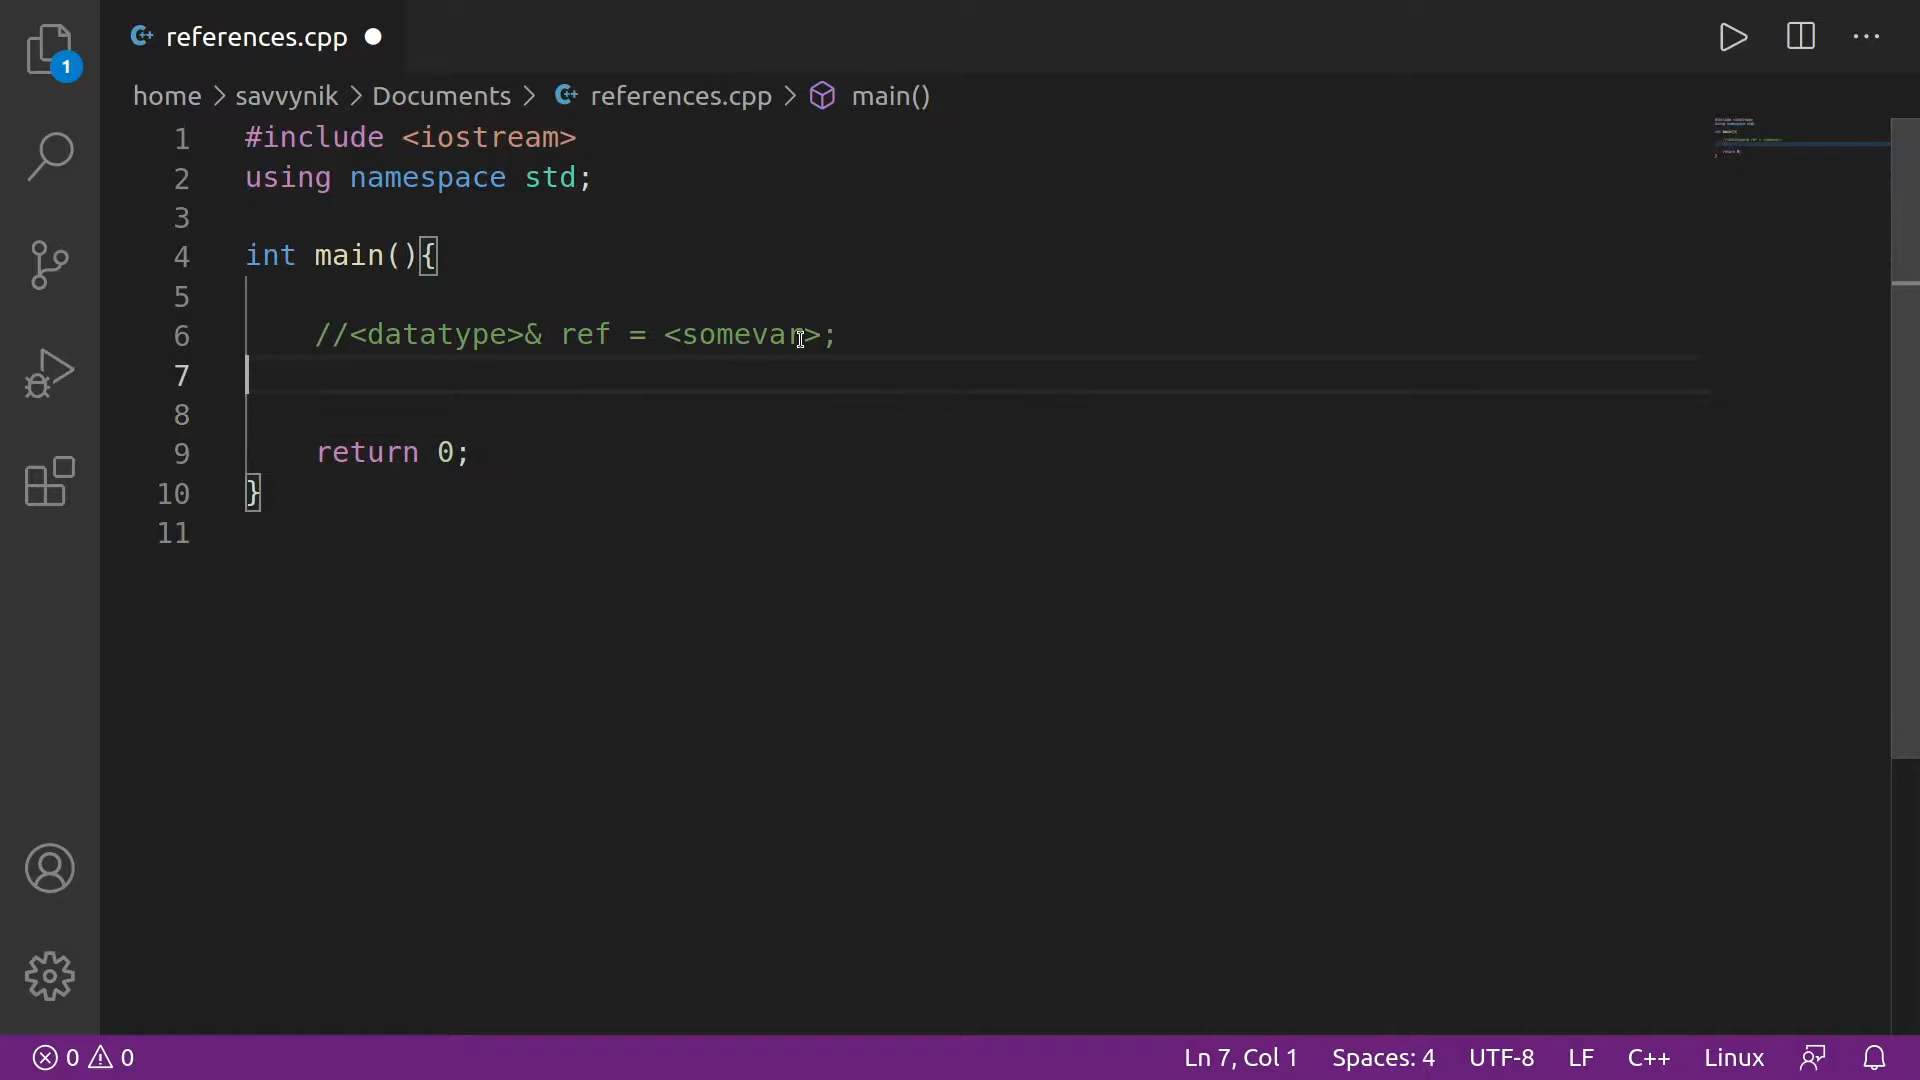 references.cpp
1
home > savvynik > Documents > references.cpp > main()
1 #include <iostream>
2 using namespace std;
3
4 int main(){
5
6 //<datatype>& ref = <somevar>;
7
8
9 return 0;
10 }
11
0 0 Ln 7, Col 1 Spaces: 4 UTF-8 LF C++ Linux